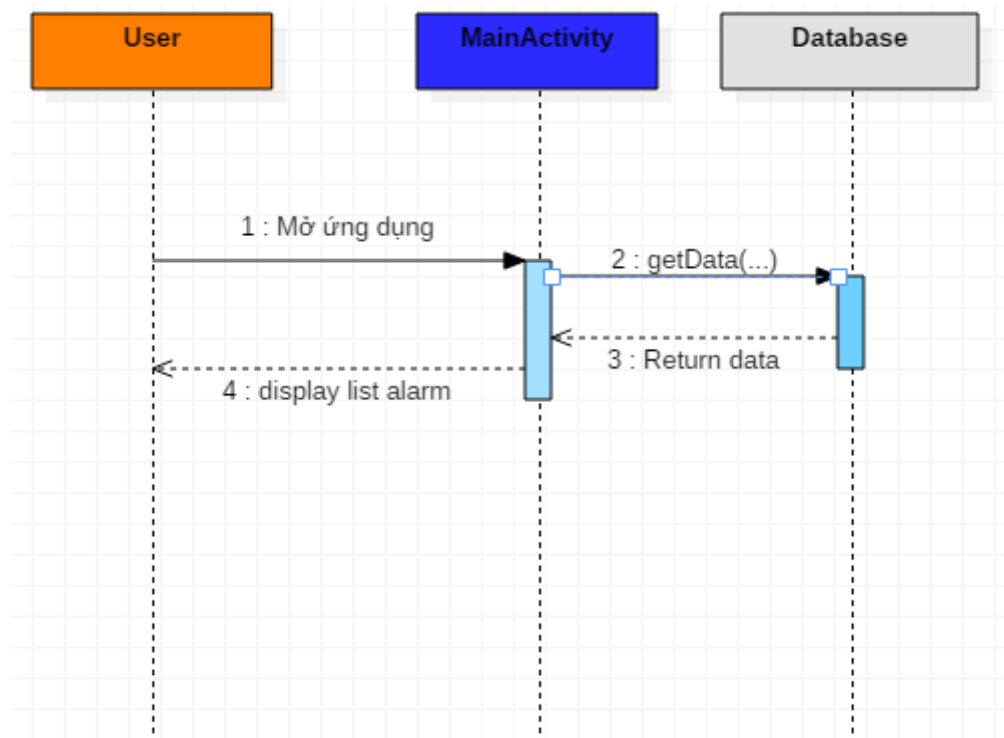 User
MainActivity
Database
1 : Mở ứng dụng
2 : getData(...)
3 : Return data
4 : display list alarm